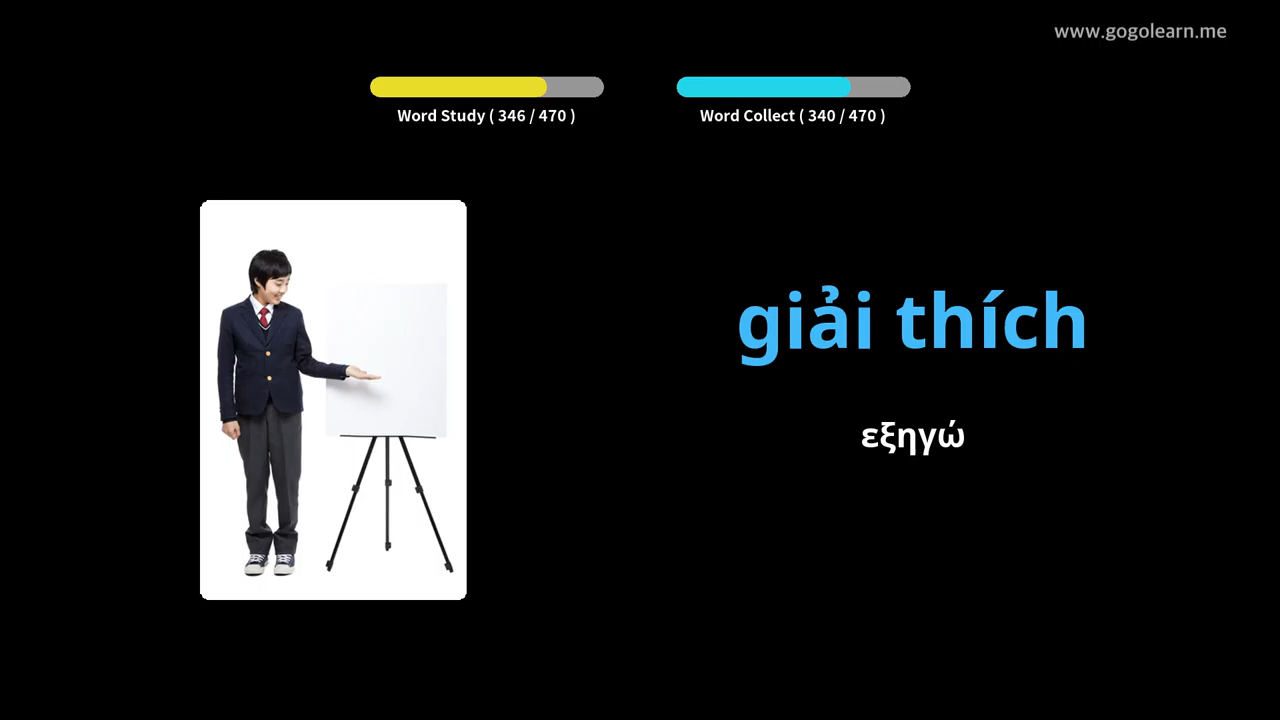 www.gogolearn.me
Word Study ( 346 / 470 )
Word Collect ( 340 / 470 )
giải thích
εξηγώ